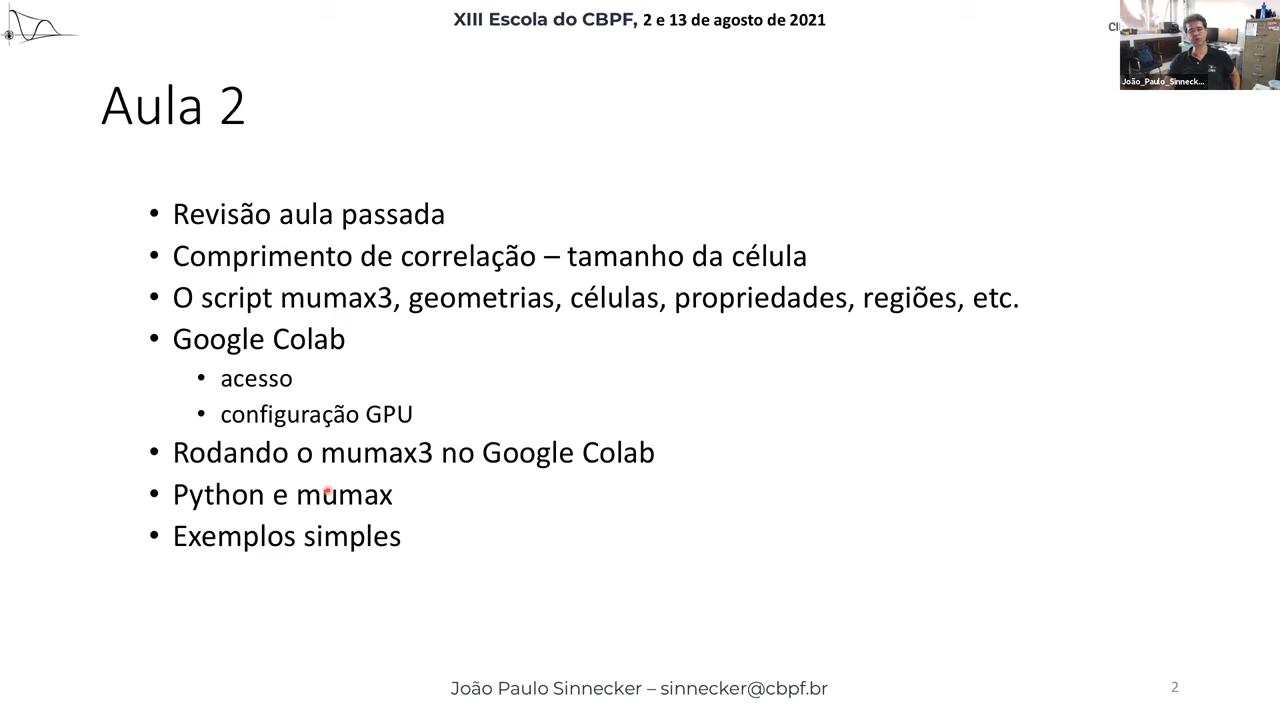 XIII Escola do CBPF, 2 e 13 de agosto de 2021
João_Paulo_Sinneck...
Aula 2
• Revisão aula passada
• Comprimento de correlação – tamanho da célula
• O script mumax3, geometrias, células, propriedades, regiões, etc.
• Google Colab
• acesso
• configuração GPU
• Rodando o mumax3 no Google Colab
• Python e mumax
• Exemplos simples
João Paulo Sinnecker – sinnecker@cbpf.br
2